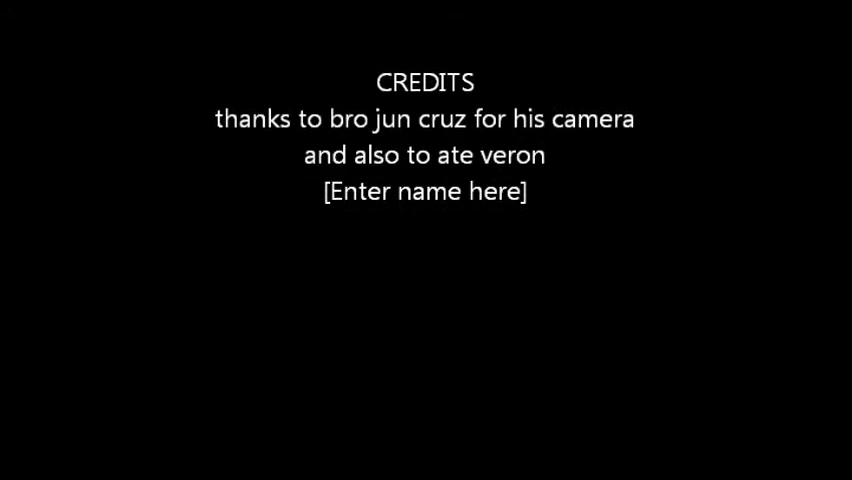 CREDITS
thanks to bro jun cruz for his camera
and also to ate veron
[Enter name here]